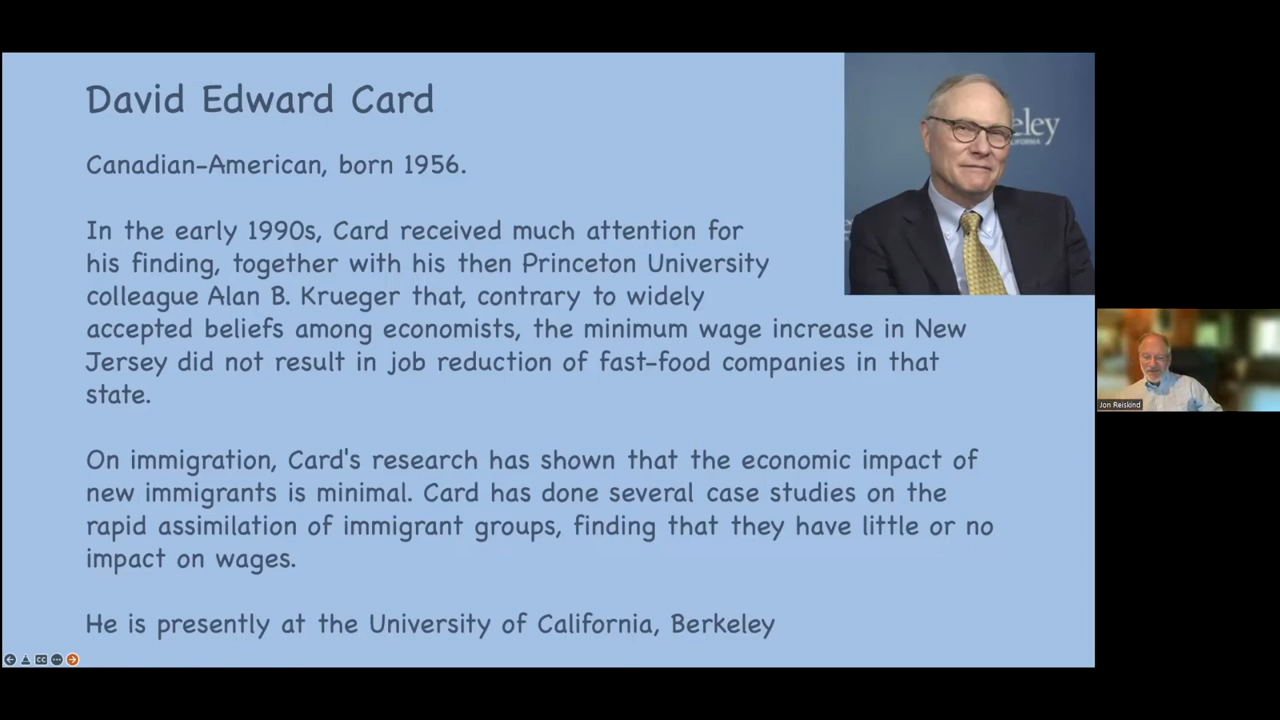 David Edward Card
Canadian-American, born 1956.
In the early 1990s, Card received much attention for
his finding, together with his then Princeton University
colleague Alan B. Krueger that, contrary to widely
accepted beliefs among economists, the minimum wage increase in New
Jersey did not result in job reduction of fast-food companies in that
state.
On immigration, Card's research has shown that the economic impact of
new immigrants is minimal. Card has done several case studies on the
rapid assimilation of immigrant groups, finding that they have little or no
impact on wages.
He is presently at the University of California, Berkeley
eley
Jon Reiskind
CC